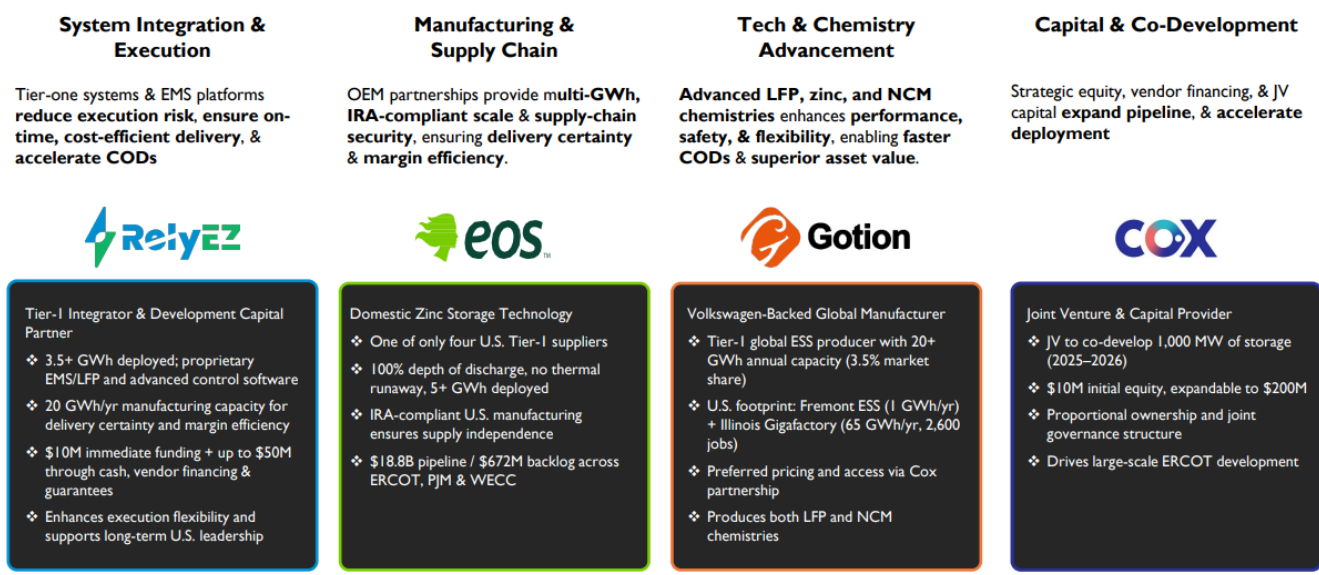 System Integration &
Execution
Tier-one systems & EMS platforms
reduce execution risk, ensure on-
time, cost-efficient delivery, &
accelerate CODs
RelyEZ
Tier-1 Integrator & Development Capital
Partner
❖ 3.5+ GWh deployed; proprietary
EMS/LFP and advanced control software
❖ 20 GWh/yr manufacturing capacity for
delivery certainty and margin efficiency
❖ $10M immediate funding + up to $50M
through cash, vendor financing &
guarantees
❖ Enhances execution flexibility and
supports long-term U.S. leadership
Manufacturing &
Supply Chain
OEM partnerships provide multi-GWh,
IRA-compliant scale & supply-chain
security, ensuring delivery certainty
& margin efficiency.
eos™
Domestic Zinc Storage Technology
❖ One of only four U.S. Tier-1 suppliers
❖ 100% depth of discharge, no thermal
runaway, 5+ GWh deployed
❖ IRA-compliant U.S. manufacturing
ensures supply independence
❖ $18.8B pipeline / $672M backlog across
ERCOT, PJM & WECC
Tech & Chemistry
Advancement
Advanced LFP, zinc, and NCM
chemistries enhances performance,
safety, & flexibility, enabling faster
CODs & superior asset value.
Gotion
Volkswagen-Backed Global Manufacturer
❖ Tier-1 global ESS producer with 20+
GWh annual capacity (3.5% market
share)
❖ U.S. footprint: Fremont ESS (1 GWh/yr)
+ Illinois Gigafactory (65 GWh/yr, 2,600
jobs)
❖ Preferred pricing and access via Cox
partnership
❖ Produces both LFP and NCM
chemistries
Capital & Co-Development
Strategic equity, vendor financing, & JV
capital expand pipeline, & accelerate
deployment
COX
Joint Venture & Capital Provider
❖ JV to co-develop 1,000 MW of storage
(2025–2026)
❖ $10M initial equity, expandable to $200M
❖ Proportional ownership and joint
governance structure
❖ Drives large-scale ERCOT development